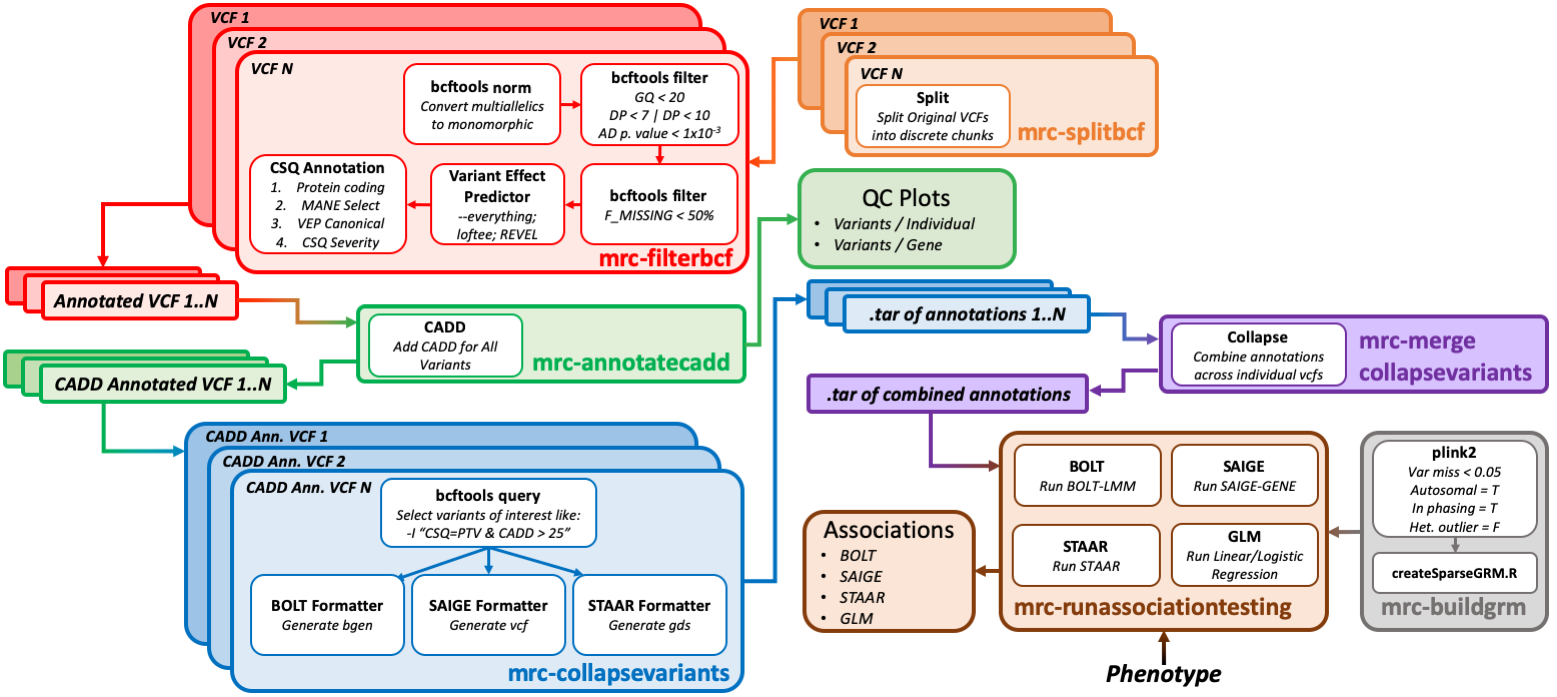 VCF 1
VCF 2
VCF N
bcftools norm
Convert multiallelics
to monomorphic
bcftools filter
GQ < 20
DP < 7 | DP < 10
AD p. value < 1x10-3
CSQ Annotation
1. Protein coding
2. MANE Select
3. VEP Canonical
4. CSQ Severity
Variant Effect
Predictor
--everything;
loftee; REVEL
bcftools filter
F_MISSING < 50%
mrc-filterbcf
VCF 1
VCF 2
VCF N
Split
Split Original VCFs
into discrete chunks
mrc-splitbcf
QC Plots
• Variants / Individual
• Variants / Gene
Annotated VCF 1..N
CADD
Add CADD for All
Variants
mrc-annotatecadd
CADD Annotated VCF 1..N
.tar of annotations 1..N
Collapse
Combine annotations
across individual vcfs
mrc-merge
collapsevariants
.tar of combined annotations
CADD Ann. VCF 1
CADD Ann. VCF 2
CADD Ann. VCF N
bcftools query
Select variants of interest like:
-I “CSQ=PTV & CADD > 25”
BOLT Formatter
Generate bgen
SAIGE Formatter
Generate vcf
STAAR Formatter
Generate gds
mrc-collapsevariants
Associations
• BOLT
• SAIGE
• STAAR
• GLM
BOLT
Run BOLT-LMM
SAIGE
Run SAIGE-GENE
STAAR
Run STAAR
GLM
Run Linear/Logistic
Regression
mrc-runassociationtesting
Phenotype
plink2
Var miss < 0.05
Autosomal = T
In phasing = T
Het. outlier = F
createSparseGRM.R
mrc-buildgrm